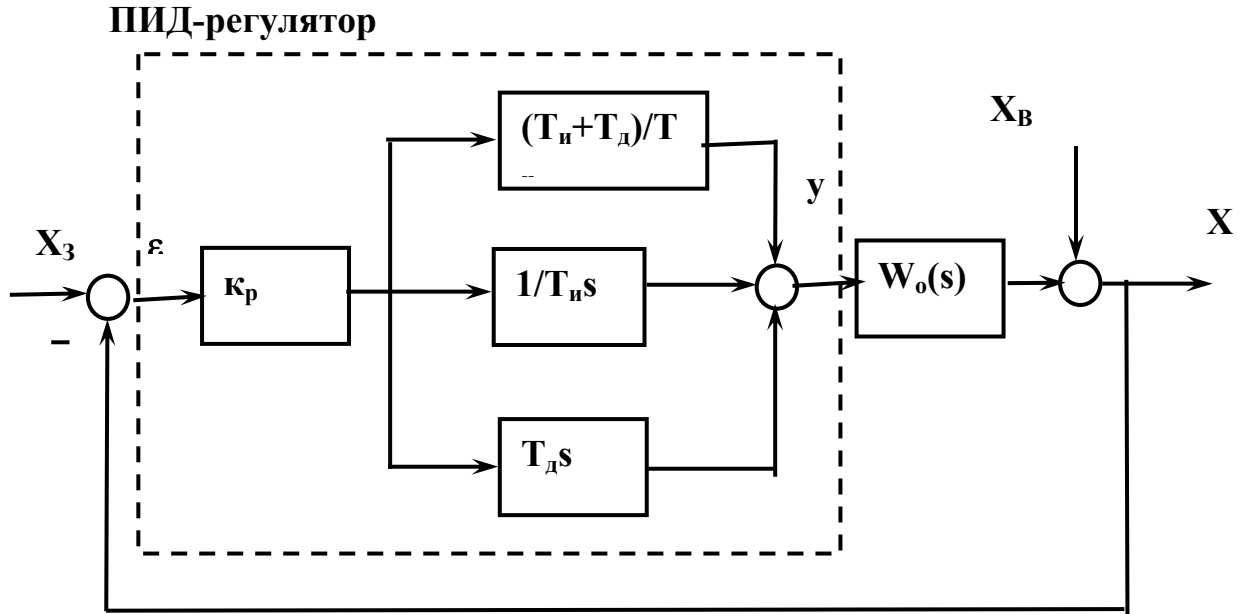 ПИД-регулятор
(Tи+Tд)/T
XВ
y
X
XЗ
ε
кр
1/Tиs
Wо(s)
–
Tдs